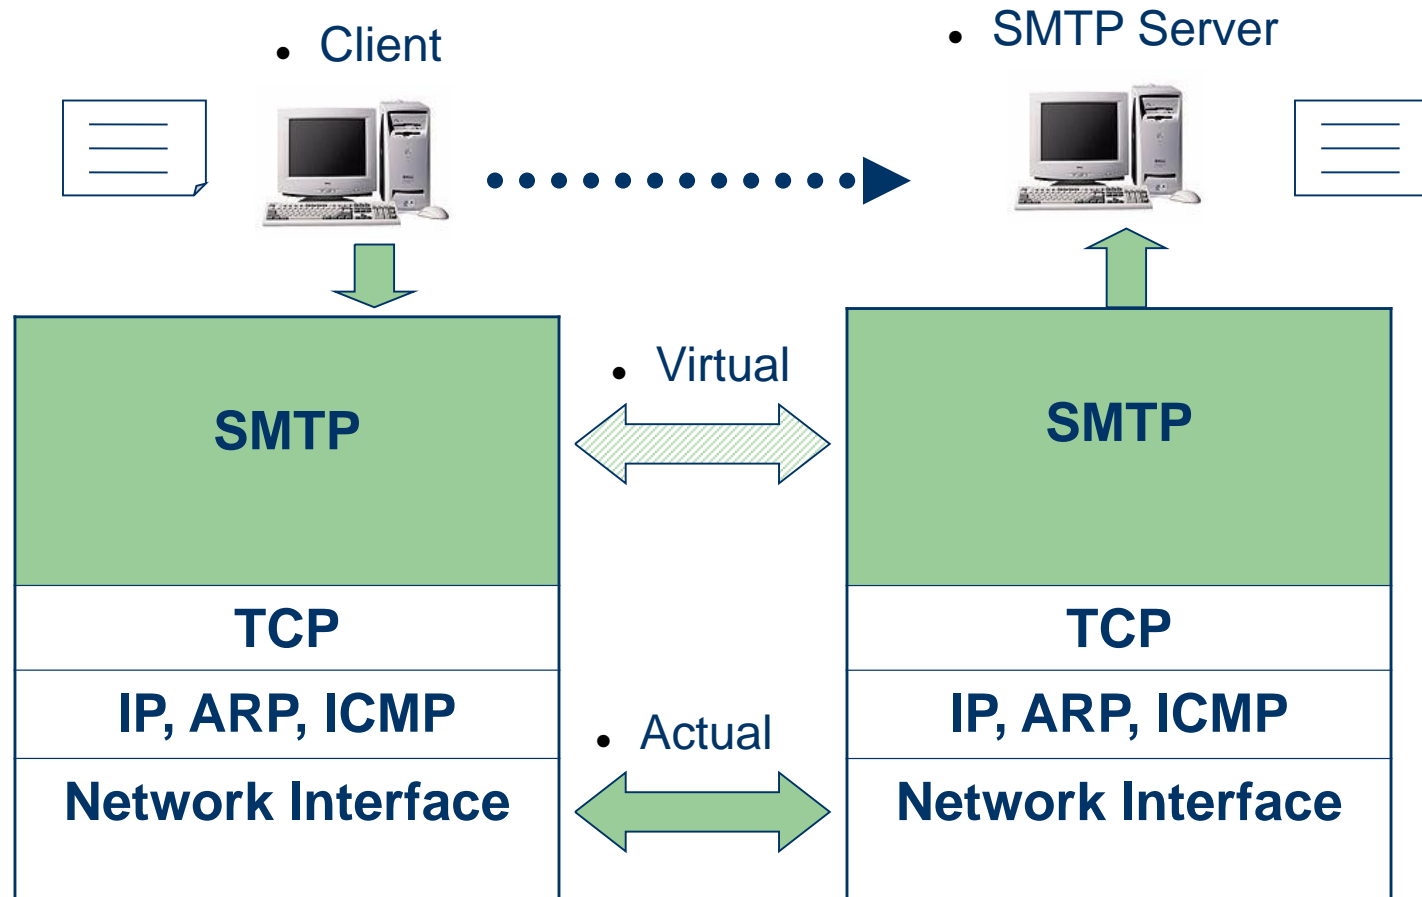 • Client
• SMTP Server
• Virtual
SMTP
SMTP
TCP
TCP
IP, ARP, ICMP
IP, ARP, ICMP
• Actual
Network Interface
Network Interface